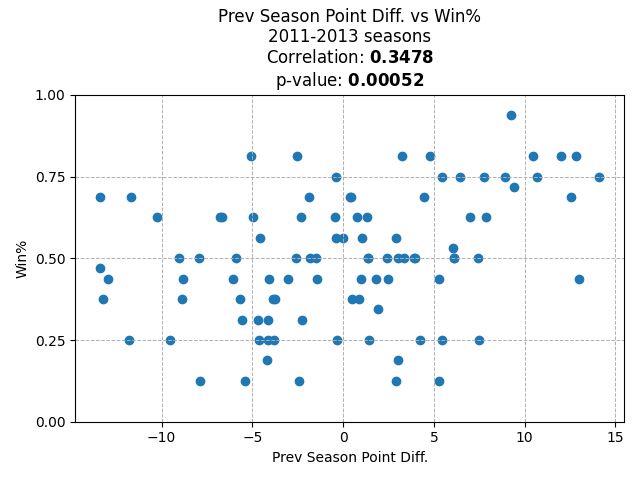 Prev Season Point Diff. vs Win%
2011-2013 seasons
Correlation: 0.3478
p-value: 0.00052
1.00
0.75
0.50
0.25
0.00
Win%
−10
−5
0
5
10
15
Prev Season Point Diff.